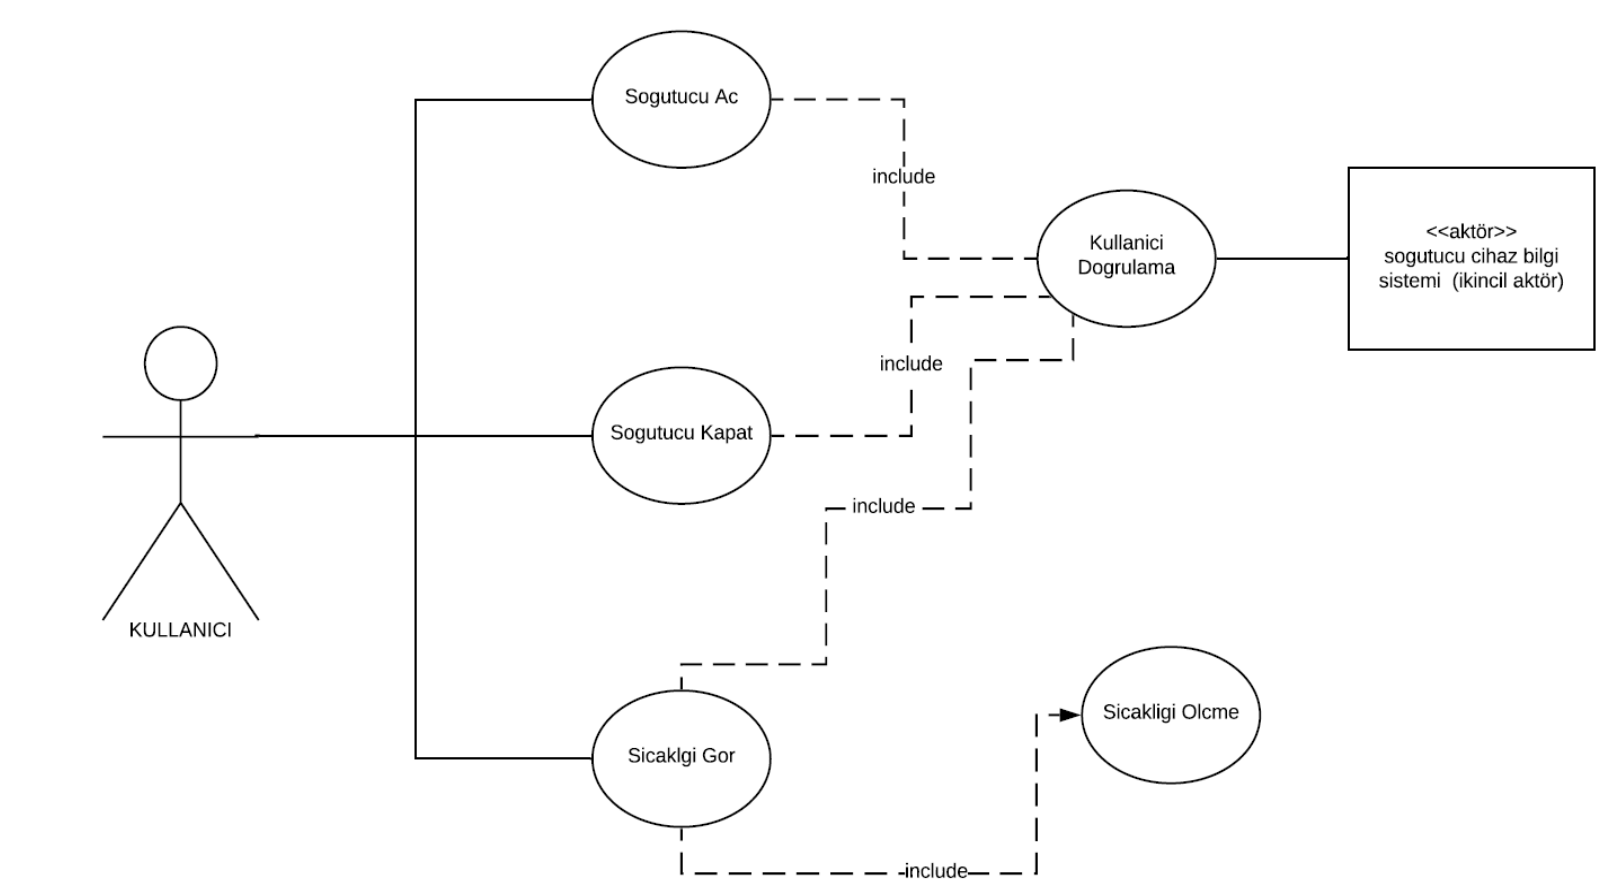 Sogutucu Ac
include
Kullanici
Dogrulama
<<aktör>>
sogutucu cihaz bilgi
sistemi (ikincil aktör)
include
Sogutucu Kapat
include
KULLANICI
Sicaklgi Gor
Sicakligi Olcme
include